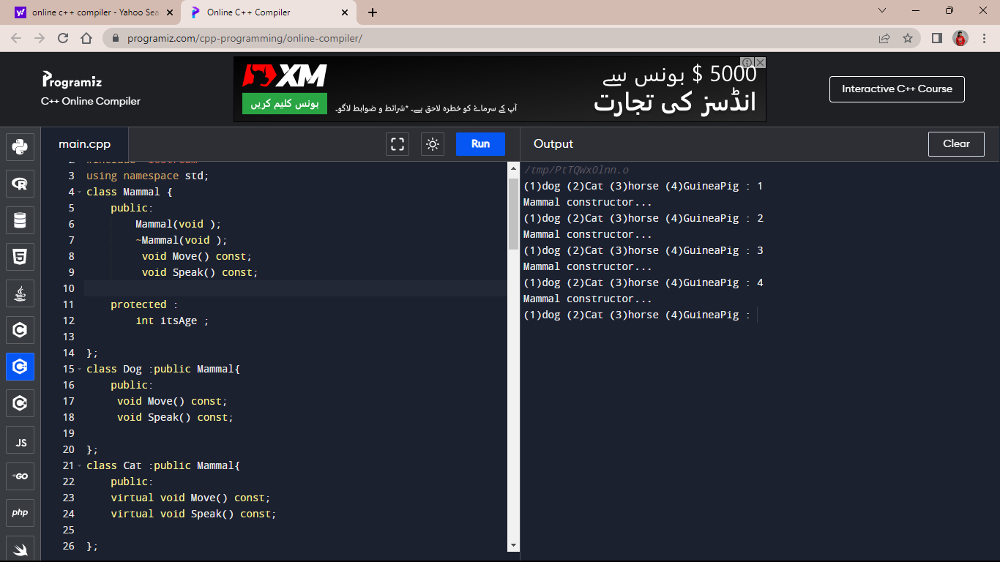 online c++ compiler - Yahoo Sea
Online C++ Compiler
programiz.com/cpp-programming/online-compiler/
Programiz
C++ Online Compiler
XM
بونس کلیم کریں
5000 $ بونس سے
انڈسز کی تجارت
آپ کے سرمائے کو خطرہ لاحق ہے۔ *شرائط و ضوابط لاگو۔
Interactive C++ Course
main.cpp
Run
Output
Clear
2 #include <iostream>
3 using namespace std;
4 class Mammal {
5 public:
6 Mammal(void );
7 ~Mammal(void );
8 void Move() const;
9 void Speak() const;
10
11 protected :
12 int itsAge ;
13
14 };
15 class Dog :public Mammal{
16 public:
17 void Move() const;
18 void Speak() const;
19
20 };
21 class Cat :public Mammal{
22 public:
23 virtual void Move() const;
24 virtual void Speak() const;
25
26 };
/tmp/PtTQWxOlnn.o
(1)dog (2)Cat (3)horse (4)GuineaPig : 1
Mammal constructor...
(1)dog (2)Cat (3)horse (4)GuineaPig : 2
Mammal constructor...
(1)dog (2)Cat (3)horse (4)GuineaPig : 3
Mammal constructor...
(1)dog (2)Cat (3)horse (4)GuineaPig : 4
Mammal constructor...
(1)dog (2)Cat (3)horse (4)GuineaPig :
R
5
C
C
C
JS
GO
php